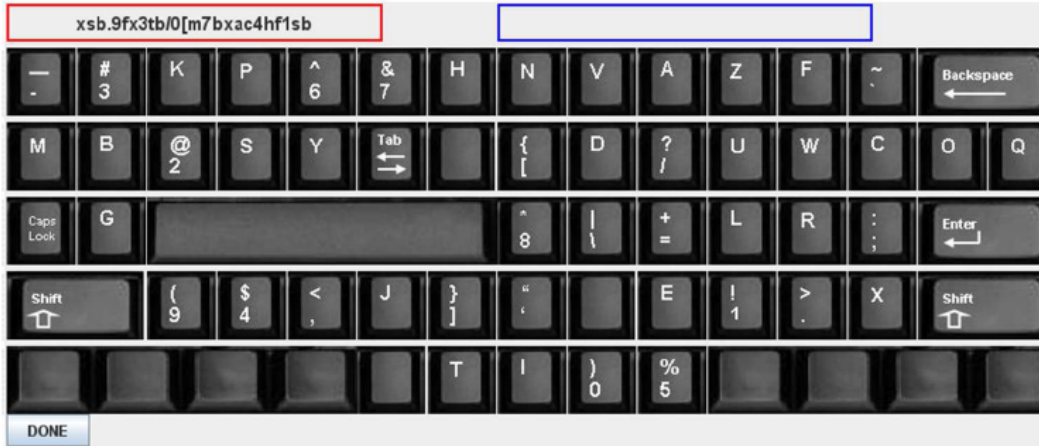 xsb.9fx3tb/0[m7bxac4hf1sb
— - # 3 K P ^ 6 & 7 H N V A Z F ~ ` Backspace
M B @ 2 S Y Tab { [ D ? / U W C O Q
Caps Lock G * 8 | \ + = L R : ; Enter
Shift ( 9 $ 4 < , J } ] “ ‘ E ! 1 > . X Shift
T I ) 0 % 5
DONE